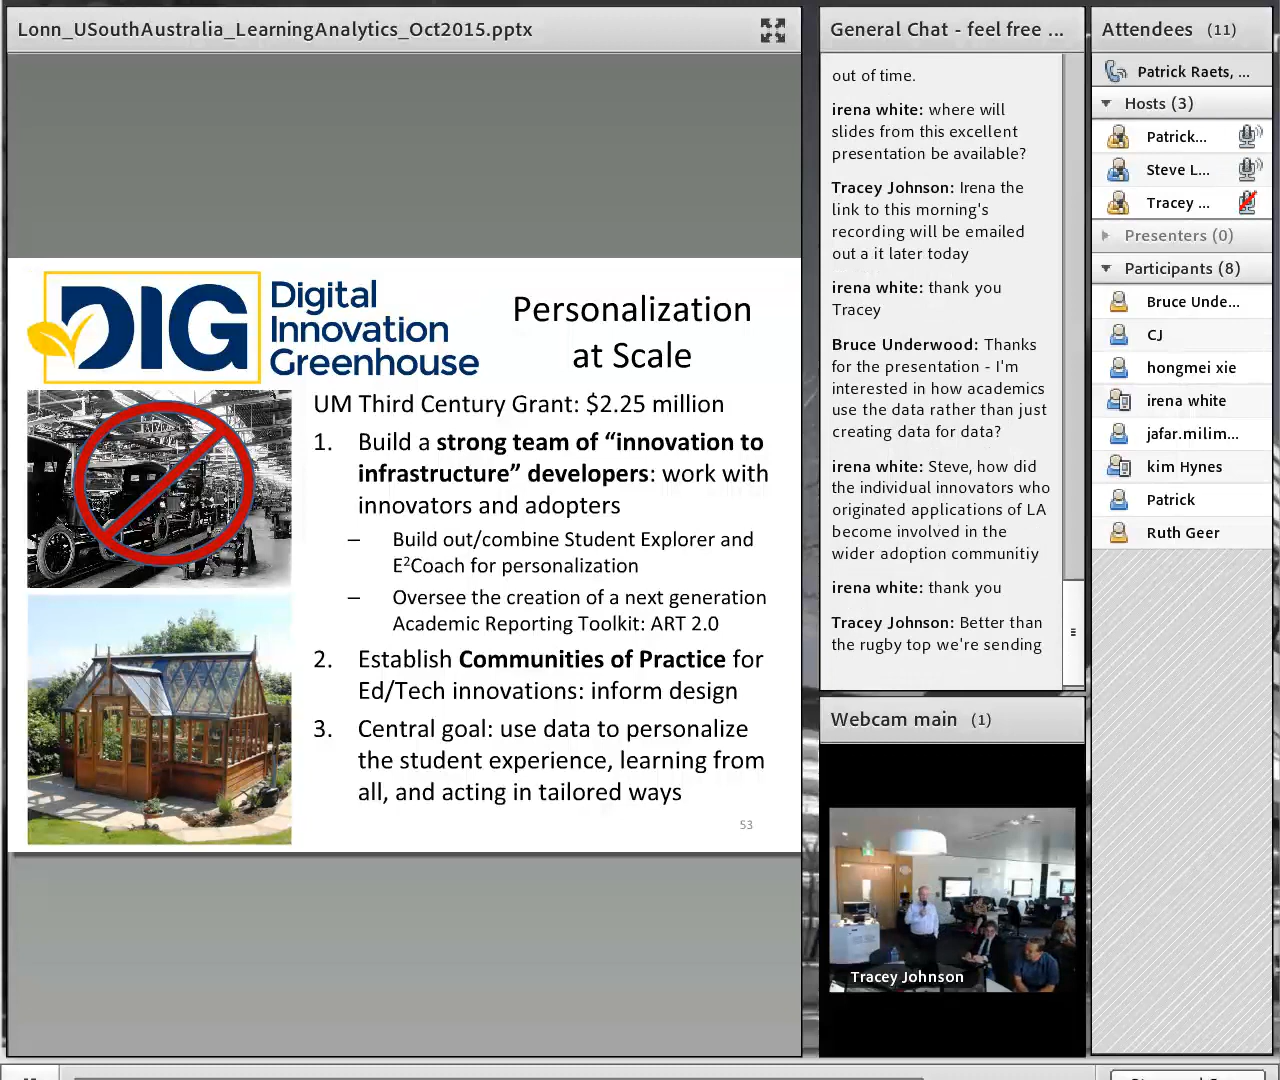 Lonn_USouthAustralia_LearningAnalytics_Oct2015.pptx
DIG
Digital
Innovation
Greenhouse
Personalization
at Scale
UM Third Century Grant: $2.25 million
1. Build a strong team of “innovation to
infrastructure” developers: work with
innovators and adopters
– Build out/combine Student Explorer and
E²Coach for personalization
– Oversee the creation of a next generation
Academic Reporting Toolkit: ART 2.0
2. Establish Communities of Practice for
Ed/Tech innovations: inform design
3. Central goal: use data to personalize
the student experience, learning from
all, and acting in tailored ways
53
General Chat - feel free ...
out of time.
irena white: where will
slides from this excellent
presentation be available?
Tracey Johnson: Irena the
link to this morning's
recording will be emailed
out a it later today
irena white: thank you
Tracey
Bruce Underwood: Thanks
for the presentation - I'm
interested in how academics
use the data rather than just
creating data for data?
irena white: Steve, how did
the individual innovators who
originated applications of LA
become involved in the
wider adoption communitiy
irena white: thank you
Tracey Johnson: Better than
the rugby top we're sending
Webcam main (1)
Tracey Johnson
Attendees (11)
Patrick Raets, ...
Hosts (3)
Patrick...
Steve L...
Tracey ...
Presenters (0)
Participants (8)
Bruce Unde...
CJ
hongmei xie
irena white
jafar.milim...
kim Hynes
Patrick
Ruth Geer